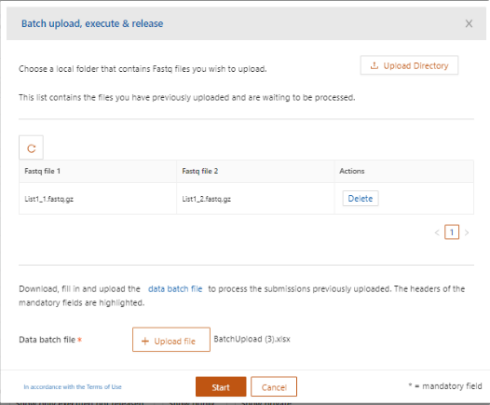 Batch upload, execute & release
Choose a local folder that contains Fastq files you wish to upload.
Upload Directory
This list contains the files you have previously uploaded and are waiting to be processed.
Fastq file 1 Fastq file 2 Actions
List1_1.fastq.gz List1_2.fastq.gz Delete
< 1 >
Download, fill in and upload the data batch file to process the submissions previously uploaded. The headers of the
mandatory fields are highlighted.
Data batch file * + Upload file BatchUpload (3).xlsx
In accordance with the Terms of Use Start Cancel * = mandatory field